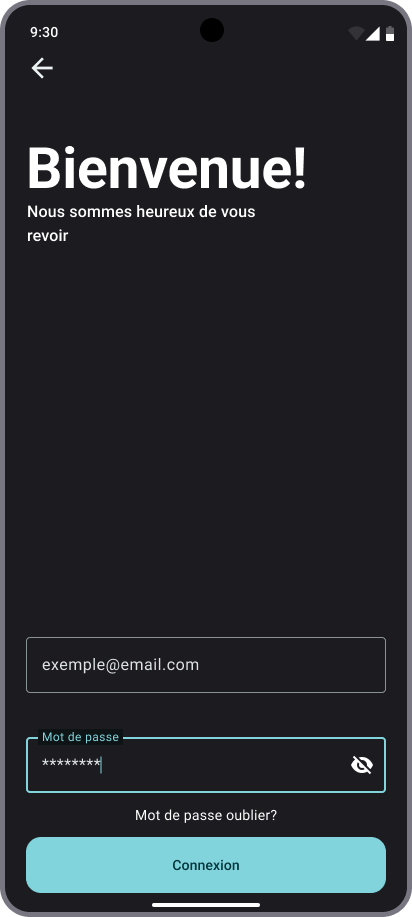 9:30
Bienvenue!
Nous sommes heureux de vous
revoir
exemple@email.com
Mot de passe
********
Mot de passe oublier?
Connexion